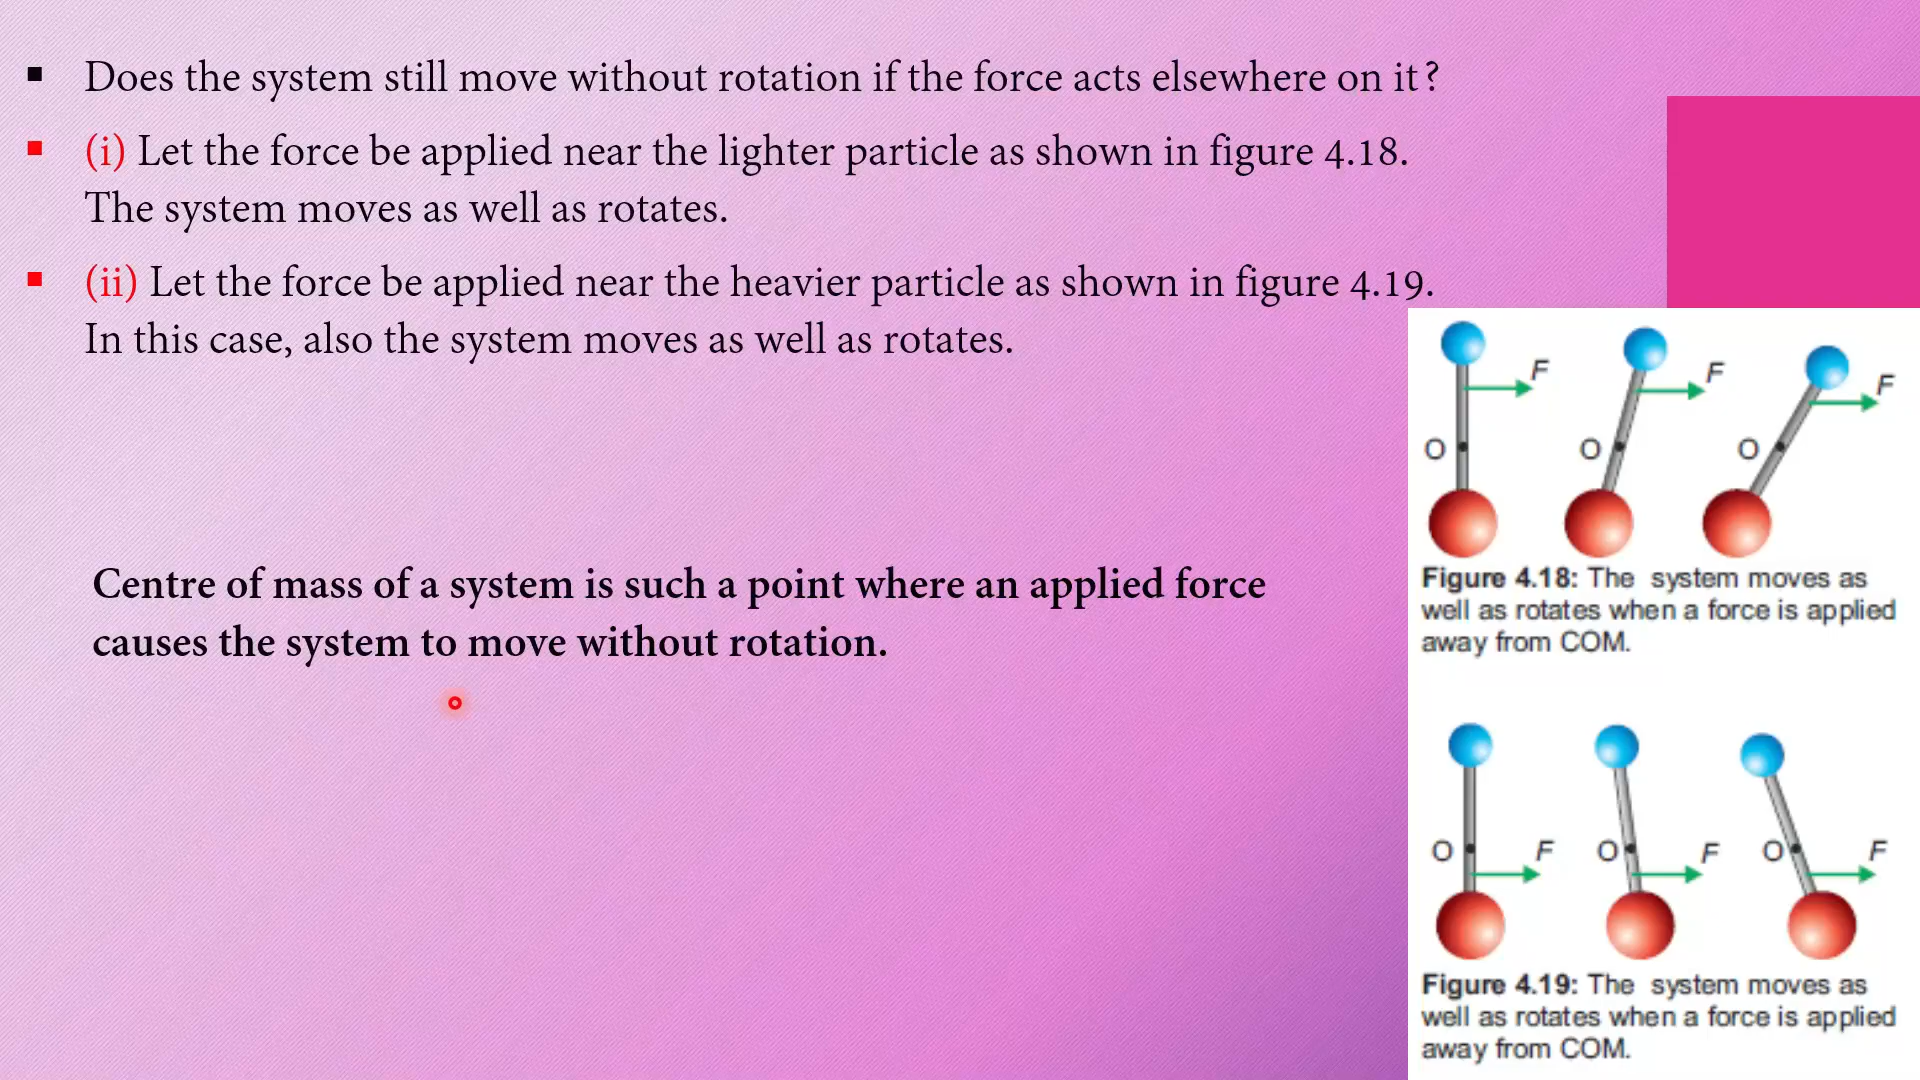 Does the system still move without rotation if the force acts elsewhere on it?
(i) Let the force be applied near the lighter particle as shown in figure 4.18.
The system moves as well as rotates.
(ii) Let the force be applied near the heavier particle as shown in figure 4.19.
In this case, also the system moves as well as rotates.
Centre of mass of a system is such a point where an applied force
causes the system to move without rotation.
F F F
O O O
Figure 4.18: The system moves as
well as rotates when a force is applied
away from COM.
O F O F O F
Figure 4.19: The system moves as
well as rotates when a force is applied
away from COM.